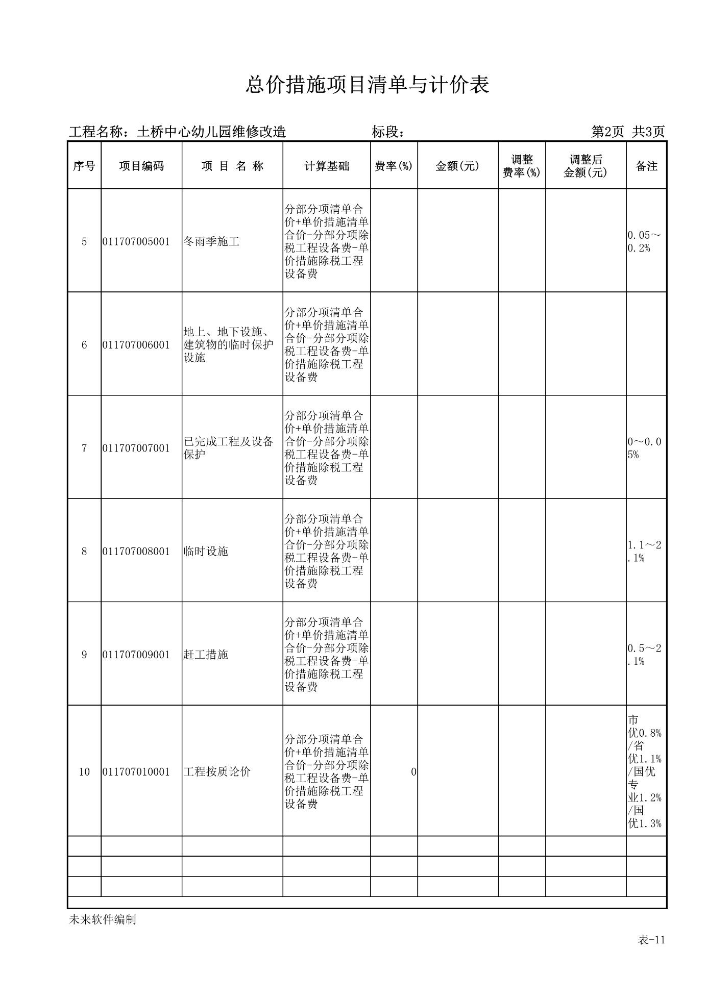 总价措施项目清单与计价表
工程名称：土桥中心幼儿园维修改造 标段： 第2页 共3页
序号 项目编码 项 目 名 称 计算基础 费率(%) 金额(元) 调整
费率(%) 调整后
金额(元) 备注
5 011707005001 冬雨季施工
分部分项清单合
价+单价措施清单
合价-分部分项除
税工程设备费-单
价措施除税工程
设备费
0.05～
0.2%
6 011707006001
地上、地下设施、
建筑物的临时保护
设施
分部分项清单合
价+单价措施清单
合价-分部分项除
税工程设备费-单
价措施除税工程
设备费
7 011707007001
已完成工程及设备
保护
分部分项清单合
价+单价措施清单
合价-分部分项除
税工程设备费-单
价措施除税工程
设备费
0～0.0
5%
8 011707008001 临时设施
分部分项清单合
价+单价措施清单
合价-分部分项除
税工程设备费-单
价措施除税工程
设备费
1.1～2
.1%
9 011707009001 赶工措施
分部分项清单合
价+单价措施清单
合价-分部分项除
税工程设备费-单
价措施除税工程
设备费
0.5～2
.1%
10 011707010001 工程按质论价
分部分项清单合
价+单价措施清单
合价-分部分项除
税工程设备费-单
价措施除税工程
设备费
0
市
优0.8%
/省
优1.1%
/国优
专
业1.2%
/国
优1.3%
未来软件编制
表-11